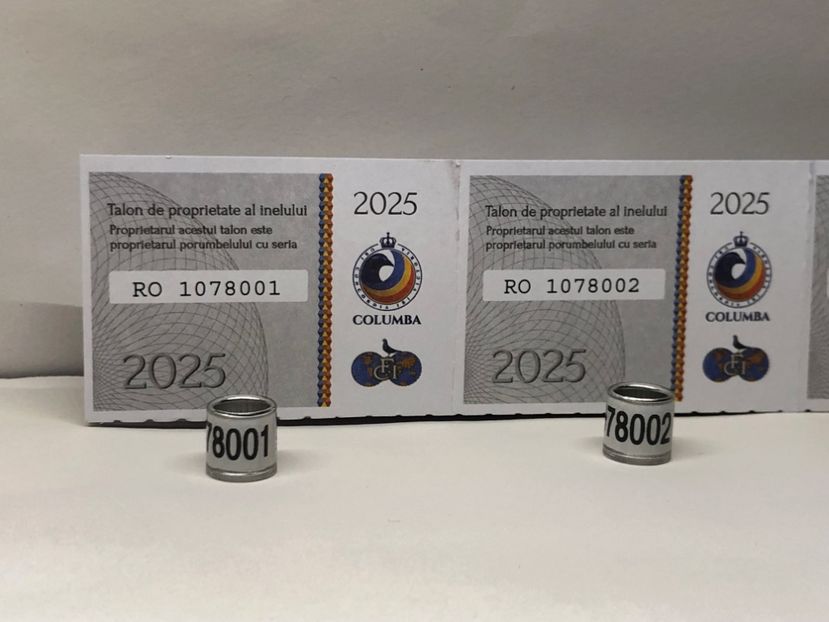 Talon de proprietate al inelului
Proprietarul acestui talon este
proprietarul porumbelului cu seria
RO 1078001
2025
2025
COLUMBA
FCI
78001
Talon de proprietate al inelului
Proprietarul acestui talon este
proprietarul porumbelului cu seria
RO 1078002
2025
2025
COLUMBA
FCI
78002